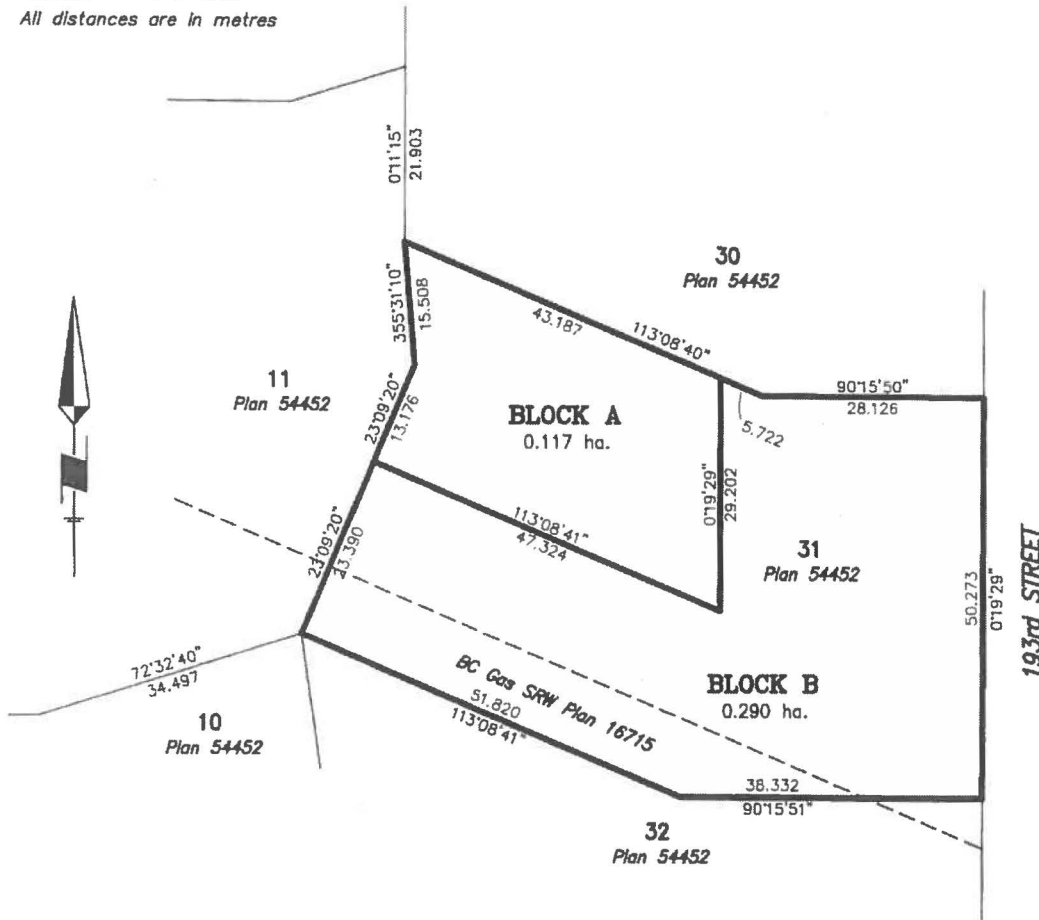 All distances are in metres
0°11'15"
21.903
30
Plan 54452
355°31'10"
15.508
43.187
113°08'40"
11
Plan 54452
90°15'50"
28.126
23°09'20"
13.176
BLOCK A
0.117 ha.
5.722
0°19'29"
29.202
113°08'41"
47.324
23°09'20"
23.390
31
Plan 54452
50.273
0°19'29"
193rd STREET
72°32'40"
34.497
BC Gas SRW Plan 16715
51.820
113°08'41"
BLOCK B
0.290 ha.
10
Plan 54452
38.332
90°15'51"
32
Plan 54452